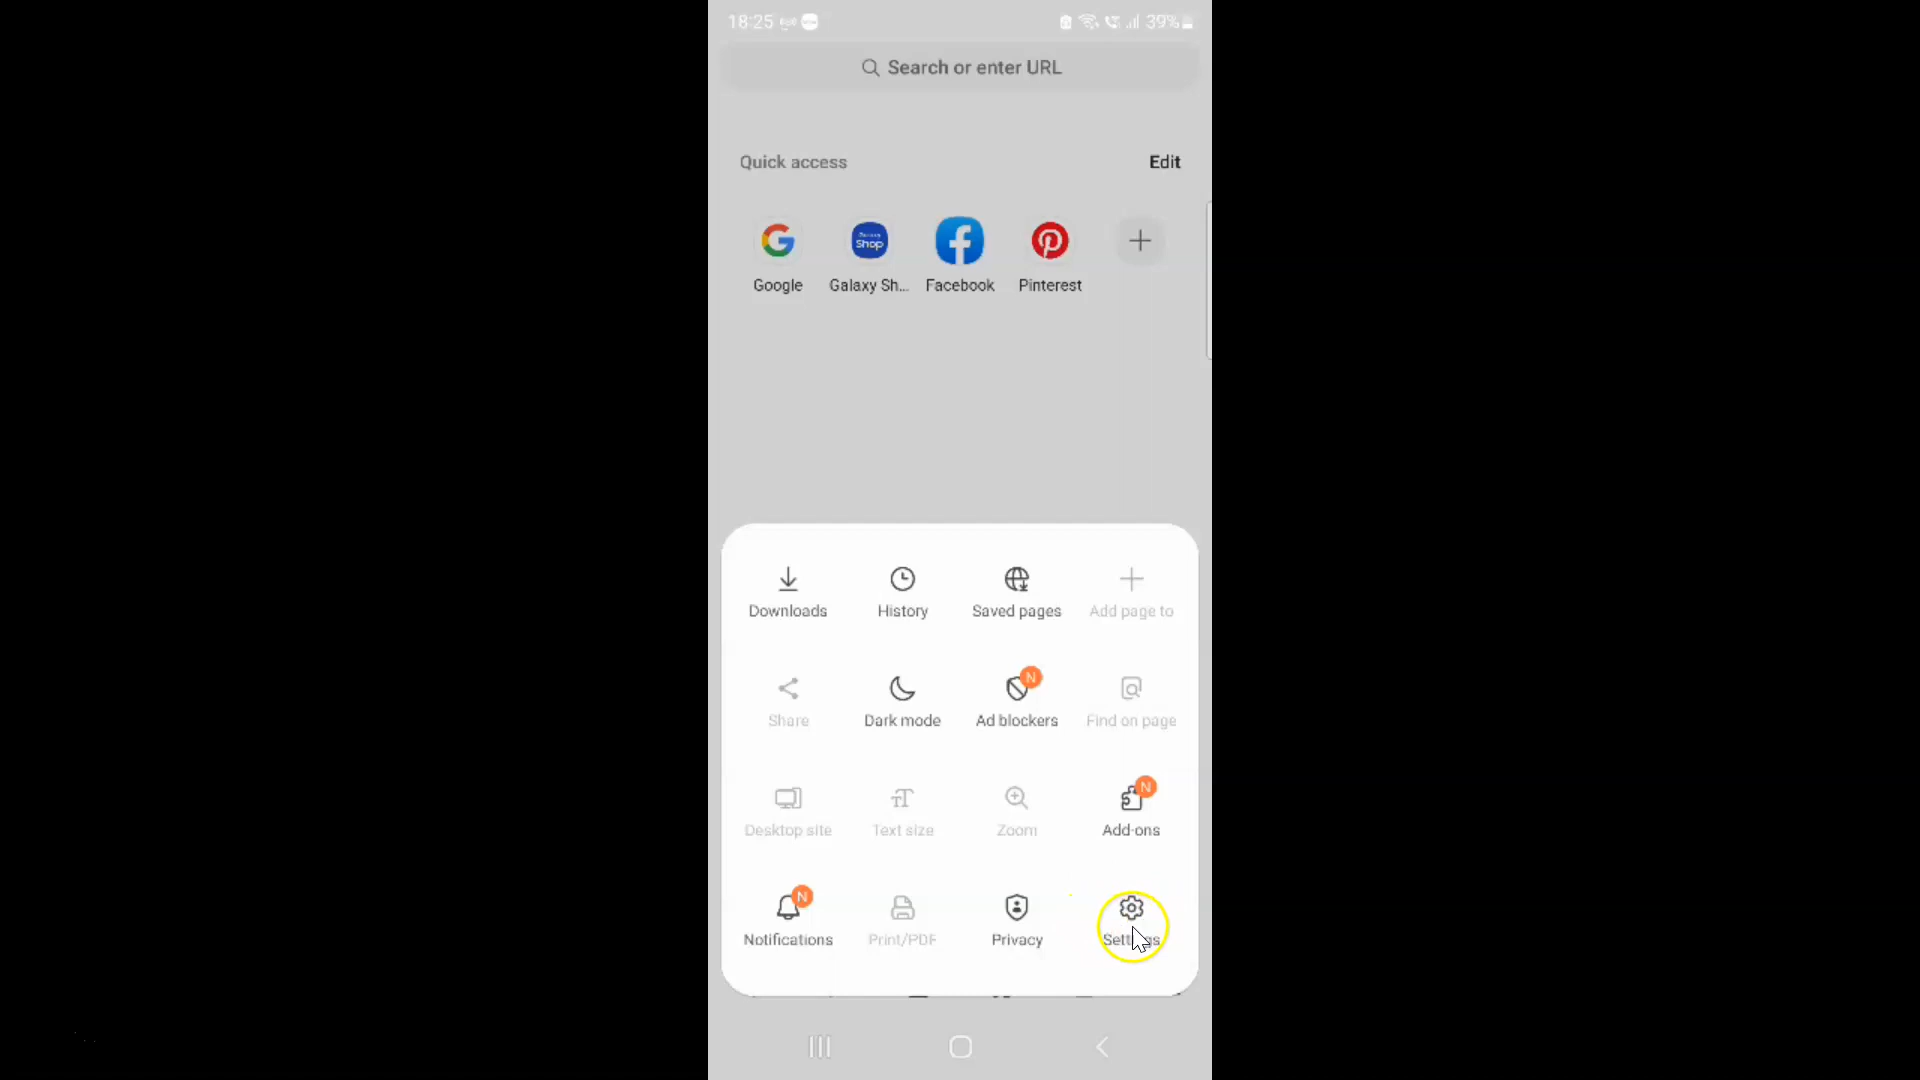 18:25 39%
Search or enter URL
Quick access Edit
Shop
Google Galaxy Sh... Facebook Pinterest
Downloads History Saved pages Add page to
N
Share Dark mode Ad blockers Find on page
N
Desktop site Text size Zoom Add-ons
N
Notifications Print/PDF Privacy Settings